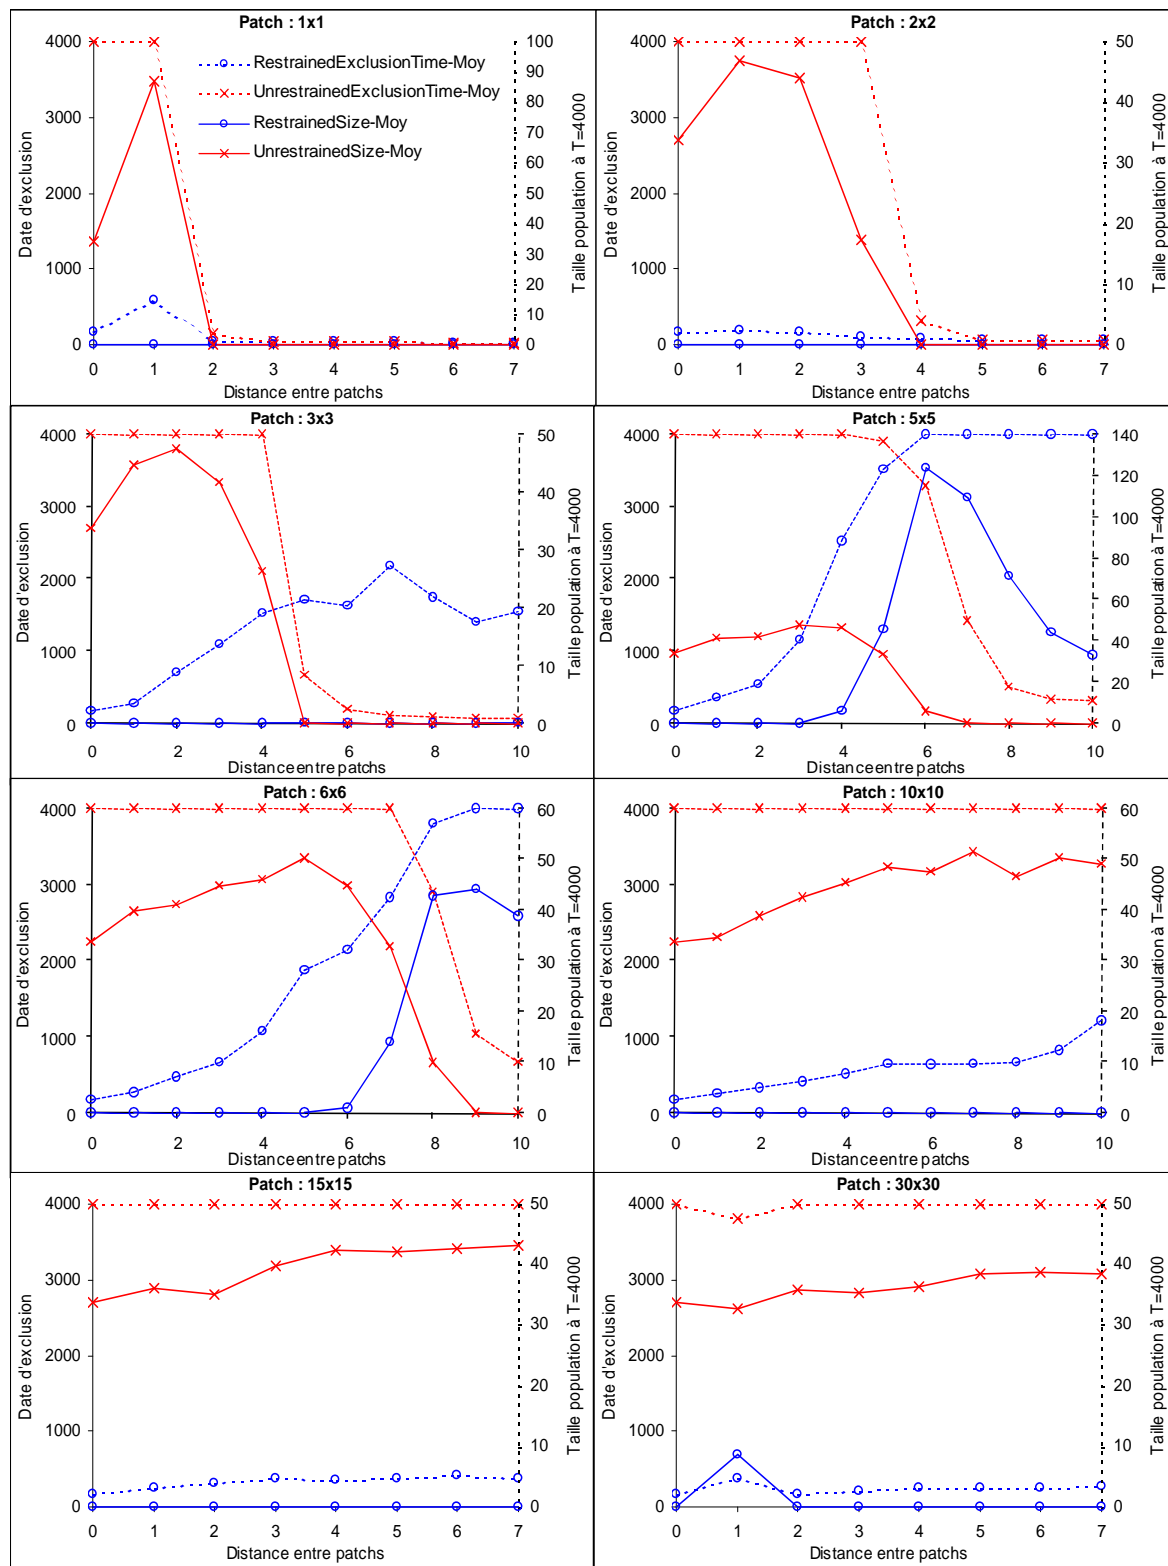 Patch : 1x1
4000
3000
2000
1000
0
Date d'exclusion
RestrainedExclusionTime-Moy
UnrestrainedExclusionTime-Moy
RestrainedSize-Moy
UnrestrainedSize-Moy
100
90
80
70
60
50
40
30
20
10
0
Taille population à T=4000
0 1 2 3 4 5 6 7
Distance entre patchs
Patch : 2x2
4000
3000
2000
1000
0
Date d'exclusion
50
40
30
20
10
0
Taille population à T=4000
0 1 2 3 4 5 6 7
Distance entre patchs
Patch : 3x3
4000
3000
2000
1000
0
Date d'exclusion
50
40
30
20
10
0
Taille population à T=4000
0 2 4 6 8 10
Distance entre patchs
Patch : 5x5
4000
3000
2000
1000
0
Date d'exclusion
140
120
100
80
60
40
20
0
Taille population à T=4000
0 2 4 6 8 10
Distance entre patchs
Patch : 6x6
4000
3000
2000
1000
0
Date d'exclusion
60
50
40
30
20
10
0
Taille population à T=4000
0 2 4 6 8 10
Distance entre patchs
Patch : 10x10
4000
3000
2000
1000
0
Date d'exclusion
60
50
40
30
20
10
0
Taille population à T=4000
0 2 4 6 8 10
Distance entre patchs
Patch : 15x15
4000
3000
2000
1000
0
Date d'exclusion
50
40
30
20
10
0
Taille population à T=4000
0 1 2 3 4 5 6 7
Distance entre patchs
Patch : 30x30
4000
3000
2000
1000
0
Date d'exclusion
50
40
30
20
10
0
Taille population à T=4000
0 1 2 3 4 5 6 7
Distance entre patchs